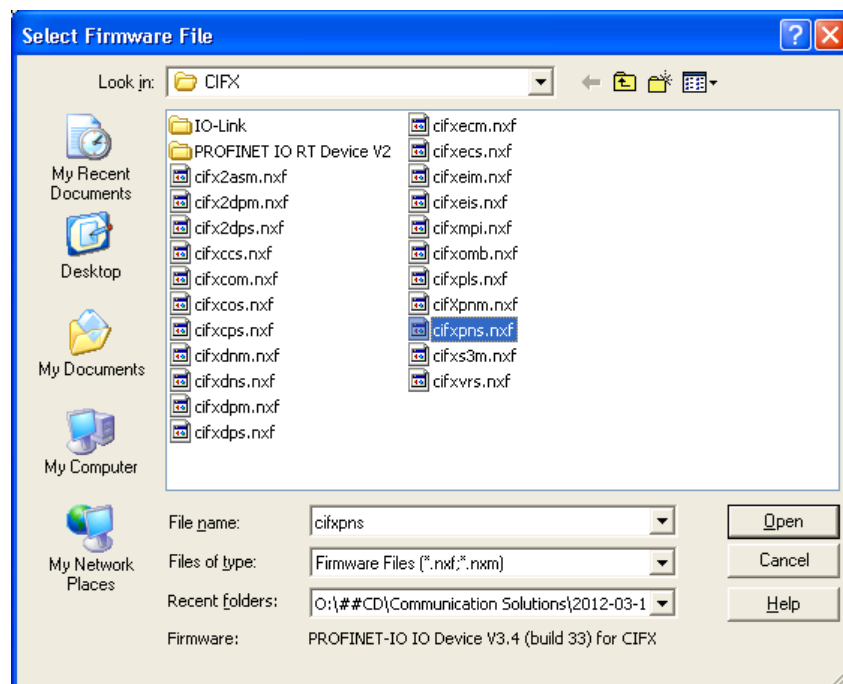 Select Firmware File
Look in: CIFX
My Recent
Documents
Desktop
My Documents
My Computer
My Network
Places
IO-Link
PROFINET IO RT Device V2
cifx2asm.nxf
cifx2dpm.nxf
cifx2dps.nxf
cifxccs.nxf
cifxcom.nxf
cifxcos.nxf
cifxcps.nxf
cifxdnm.nxf
cifxdns.nxf
cifxdpm.nxf
cifxdps.nxf
cifxecm.nxf
cifxecs.nxf
cifxeim.nxf
cifxeis.nxf
cifxmpi.nxf
cifxomb.nxf
cifxpls.nxf
cifXpnm.nxf
cifxpns.nxf
cifxs3m.nxf
cifxvrs.nxf
File name: cifxpns Open
Files of type: Firmware Files (*.nxf;*.nxm) Cancel
Recent folders: O:\##CD\Communication Solutions\2012-03-1 Help
Firmware: PROFINET-IO IO Device V3.4 (build 33) for CIFX